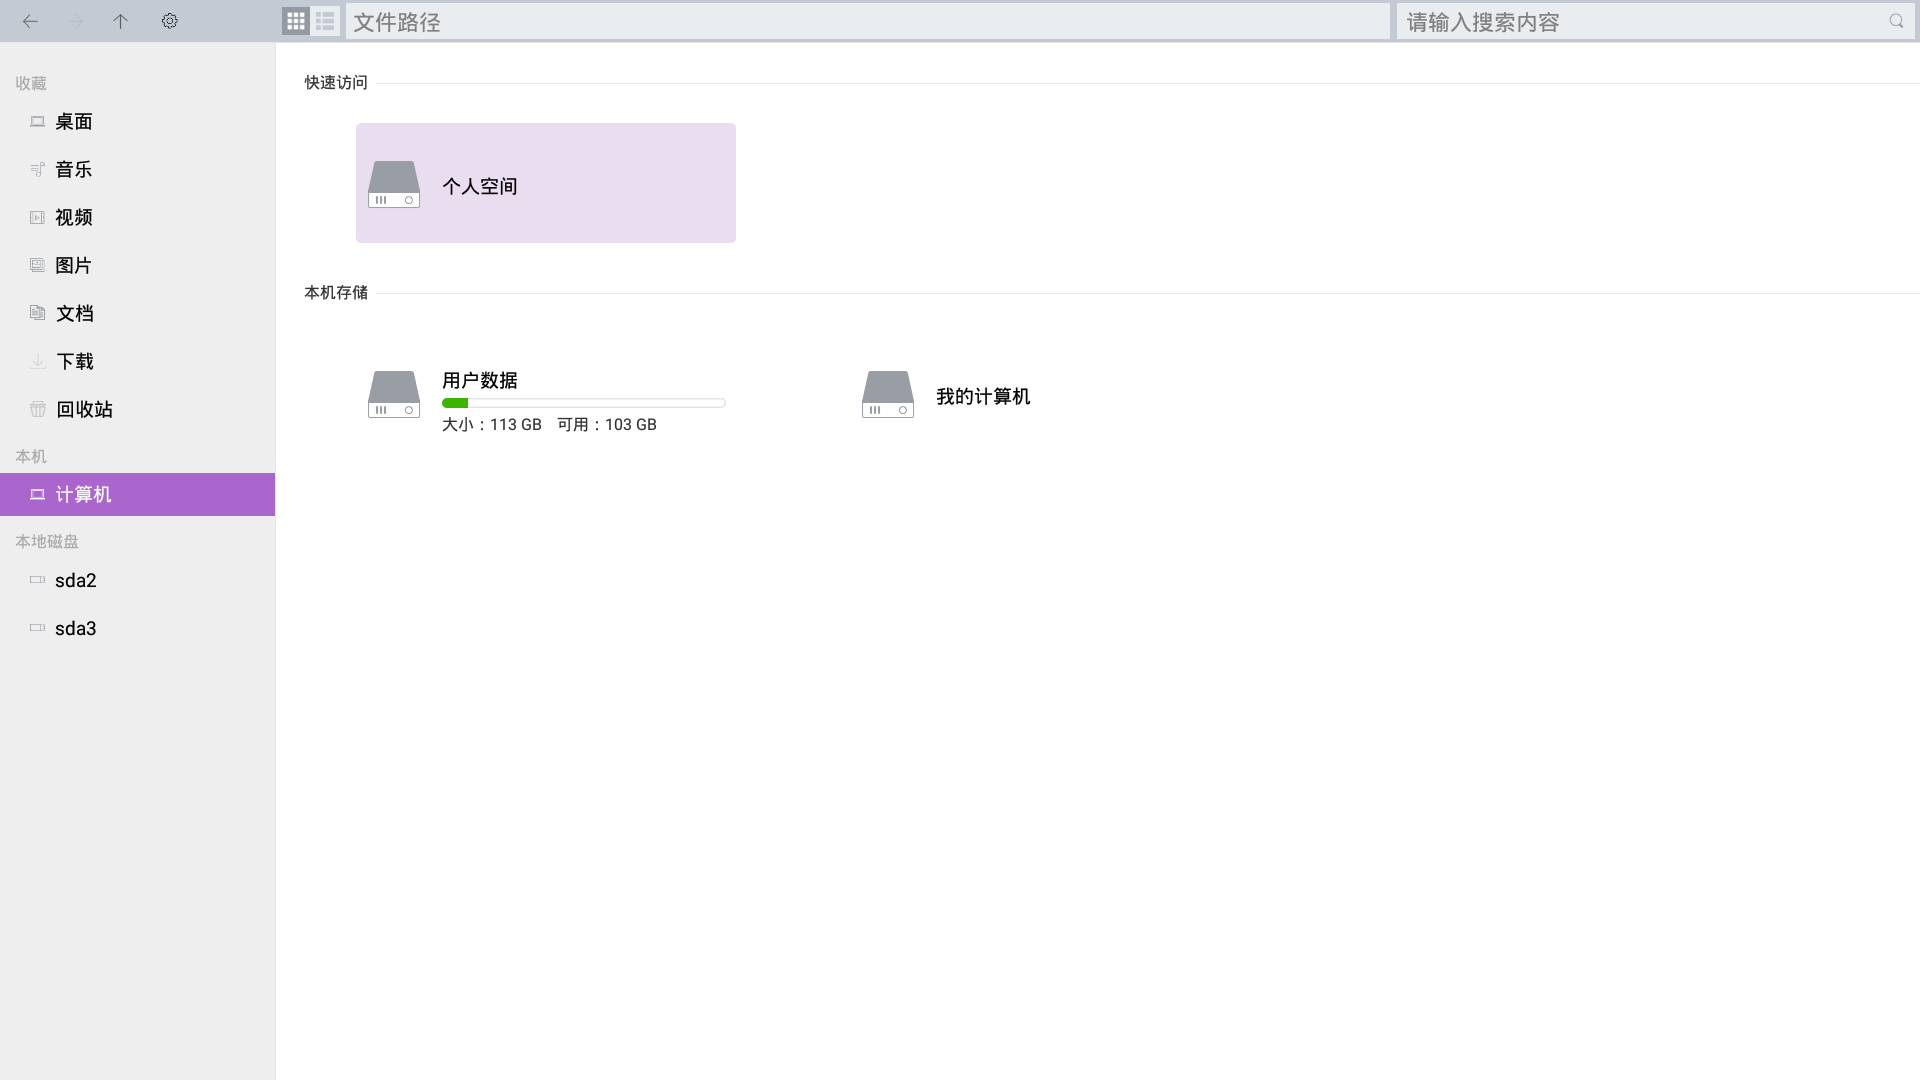 文件路径
请输入搜索内容
收藏
桌面
音乐
视频
图片
文档
下载
回收站
本机
计算机
本地磁盘
sda2
sda3
快速访问
个人空间
本机存储
用户数据
大小：113 GB 可用：103 GB
我的计算机